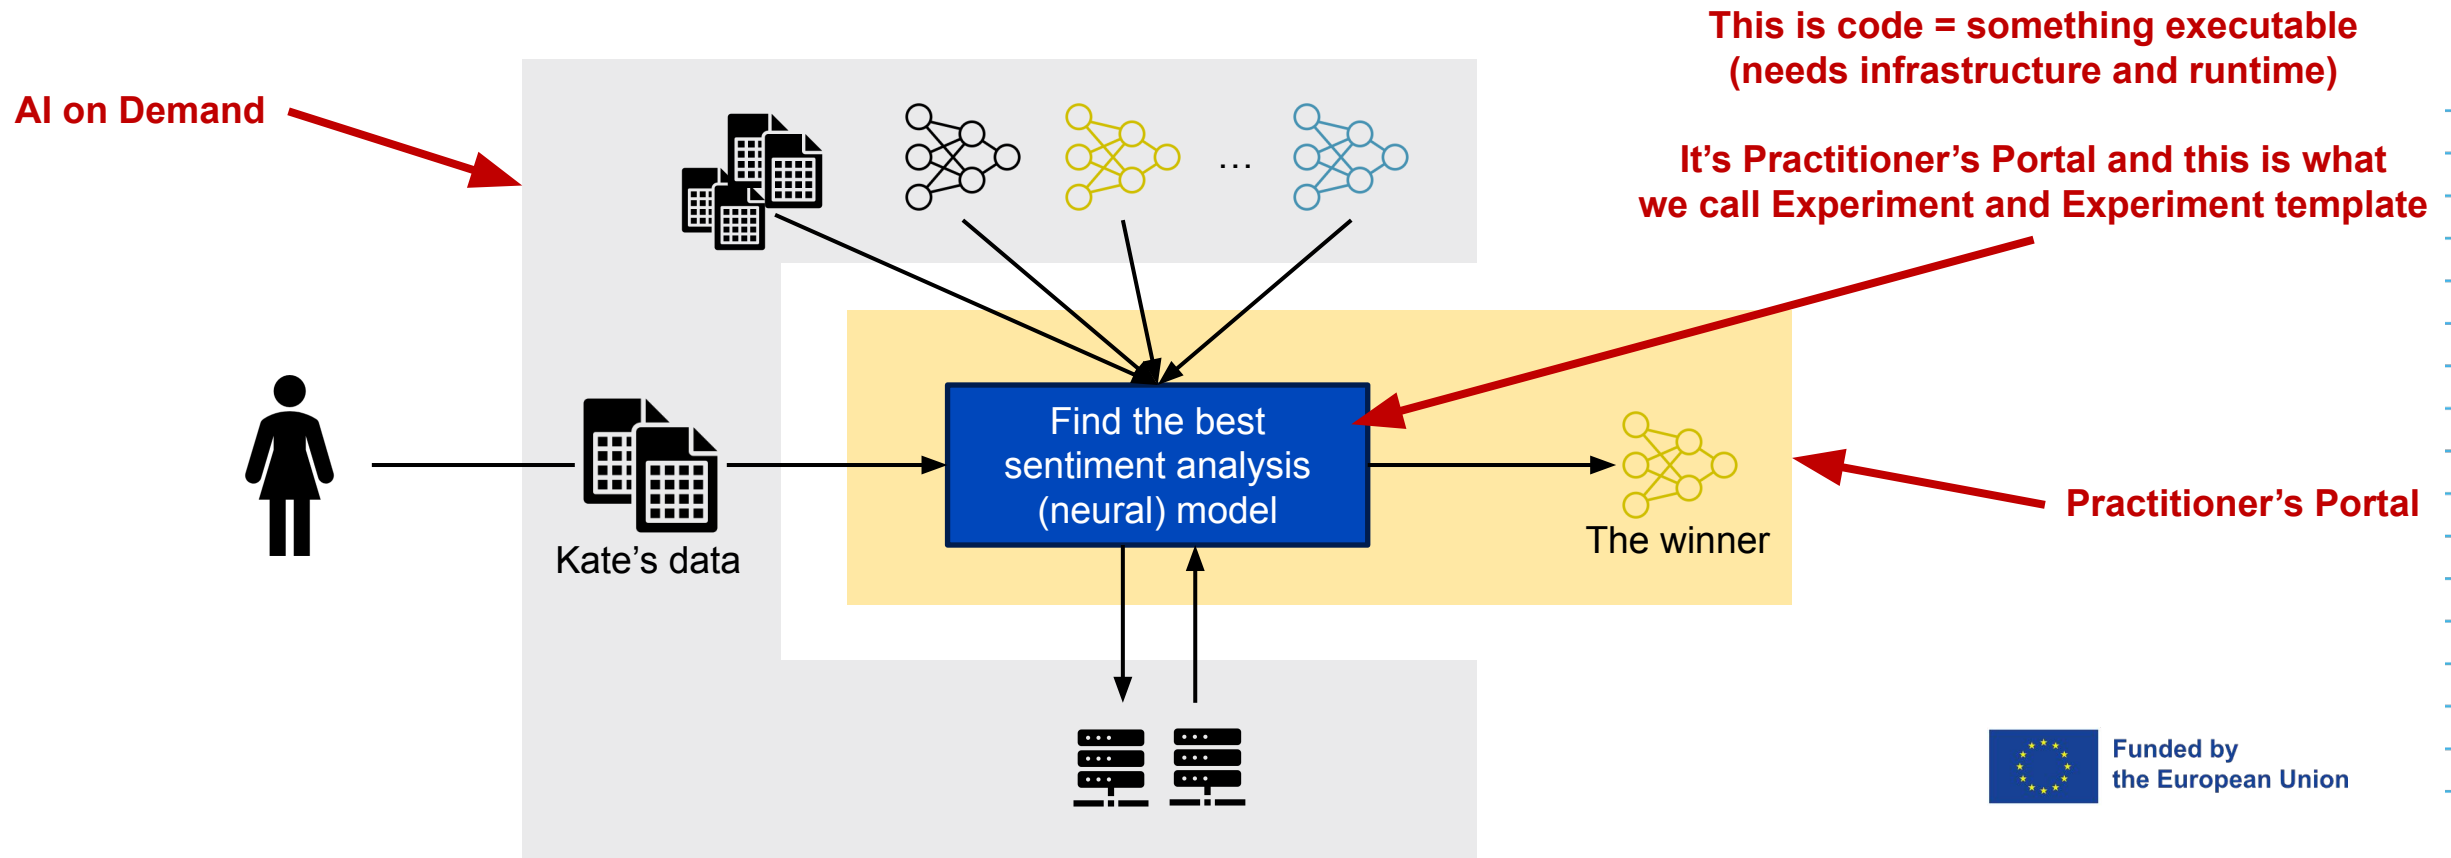 This is code = something executable
(needs infrastructure and runtime)
AI on Demand
It’s Practitioner’s Portal and this is what
we call Experiment and Experiment template
...
Find the best
sentiment analysis
(neural) model
Kate’s data
The winner
Practitioner’s Portal
Funded by
the European Union